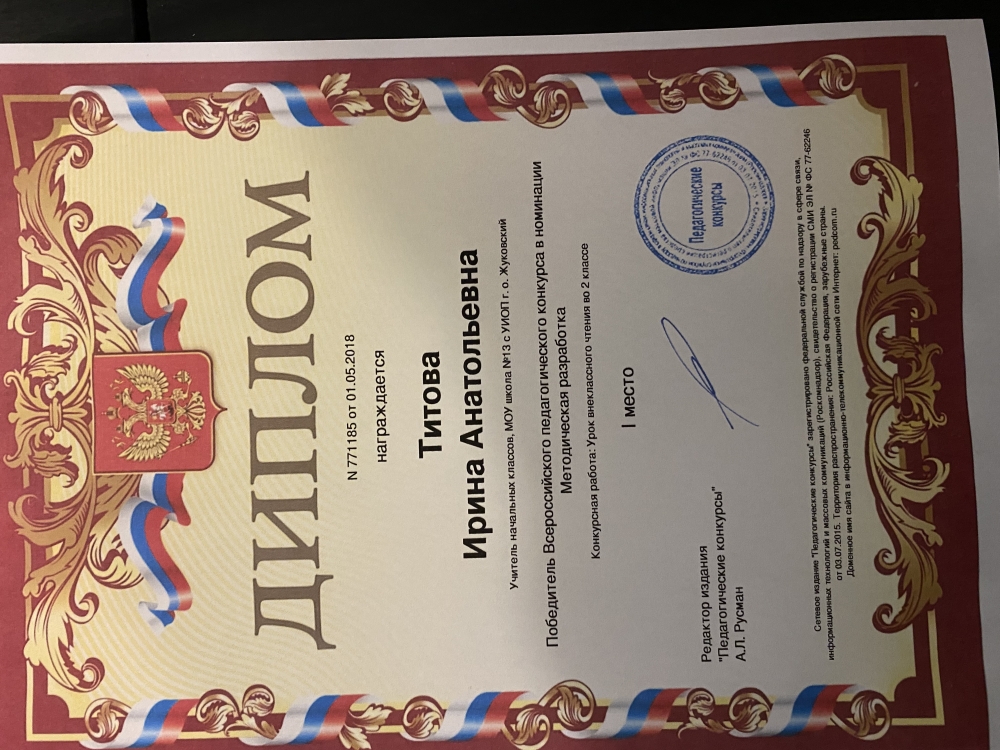 ДИПЛОМ
N 771185 от 01.05.2018
награждается
Титова
Ирина Анатольевна
Учитель начальных классов, МОУ школа №13 с УИОП г. о. Жуковский
Победитель Всероссийского педагогического конкурса в номинации
Методическая разработка
Конкурсная работа: Урок внеклассного чтения во 2 классе
I место
Редактор издания
"Педагогические конкурсы"
А.Л. Русман
Педагогические
конкурсы
Сетевое издание "Педагогические конкурсы" зарегистрировано федеральной службой по надзору в сфере связи,
информационных технологий и массовых коммуникаций (Роскомнадзор), свидетельство о регистрации СМИ ЭЛ № ФС 77-62246
от 03.07.2015. Территория распространения: Российская Федерация, зарубежные страны.
Доменное имя сайта в информационно-телекоммуникационной сети Интернет: pedcom.ru